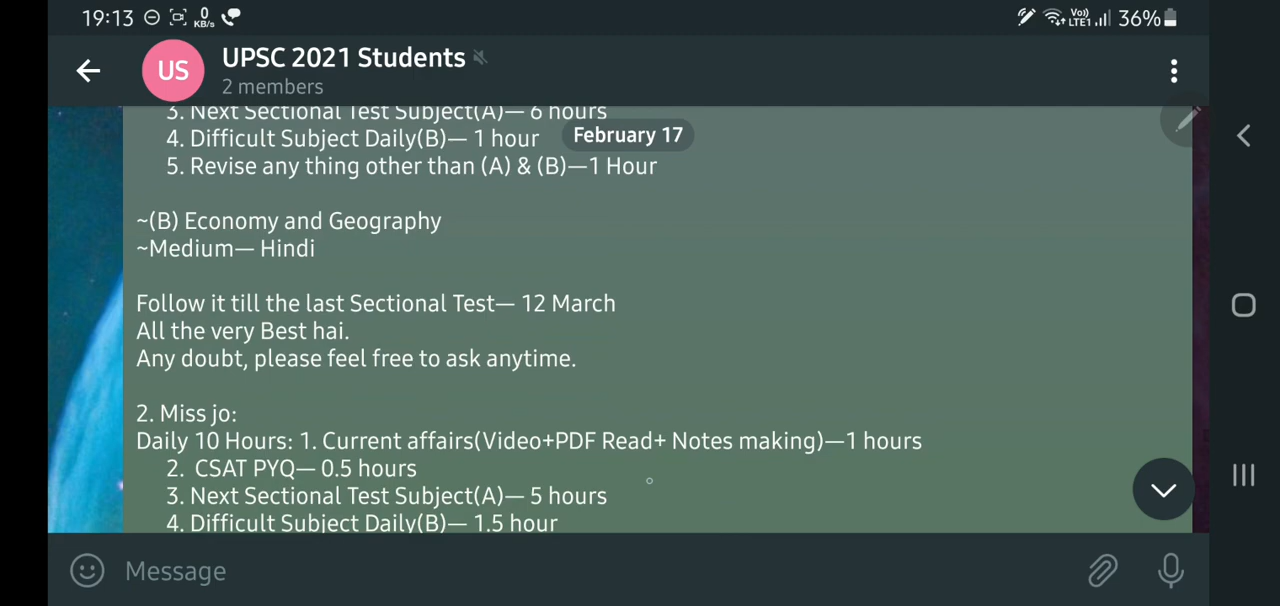 19:13 0 KB/s Vo) LTE1 36%
US UPSC 2021 Students
2 members
3. Next Sectional Test Subject(A)— 6 hours
4. Difficult Subject Daily(B)— 1 hour
February 17
5. Revise any thing other than (A) & (B)—1 Hour
~(B) Economy and Geography
~Medium— Hindi
Follow it till the last Sectional Test— 12 March
All the very Best hai.
Any doubt, please feel free to ask anytime.
2. Miss jo:
Daily 10 Hours: 1. Current affairs(Video+PDF Read+ Notes making)—1 hours
2. CSAT PYQ— 0.5 hours
3. Next Sectional Test Subject(A)— 5 hours
4. Difficult Subject Daily(B)— 1.5 hour
Message